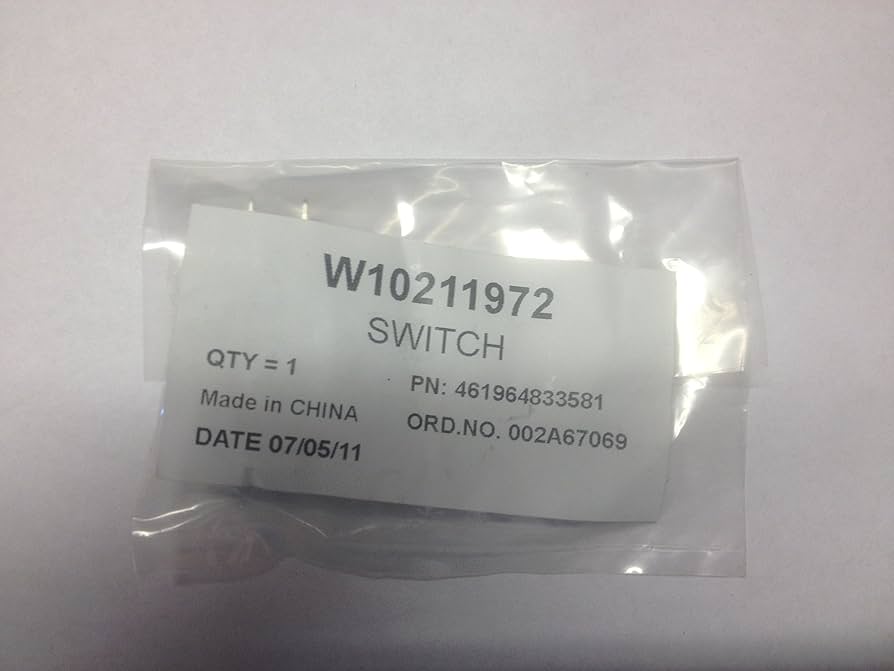 W10211972
SWITCH
QTY = 1
PN: 461964833581
Made in CHINA
ORD.NO. 002A67069
DATE 07/05/11